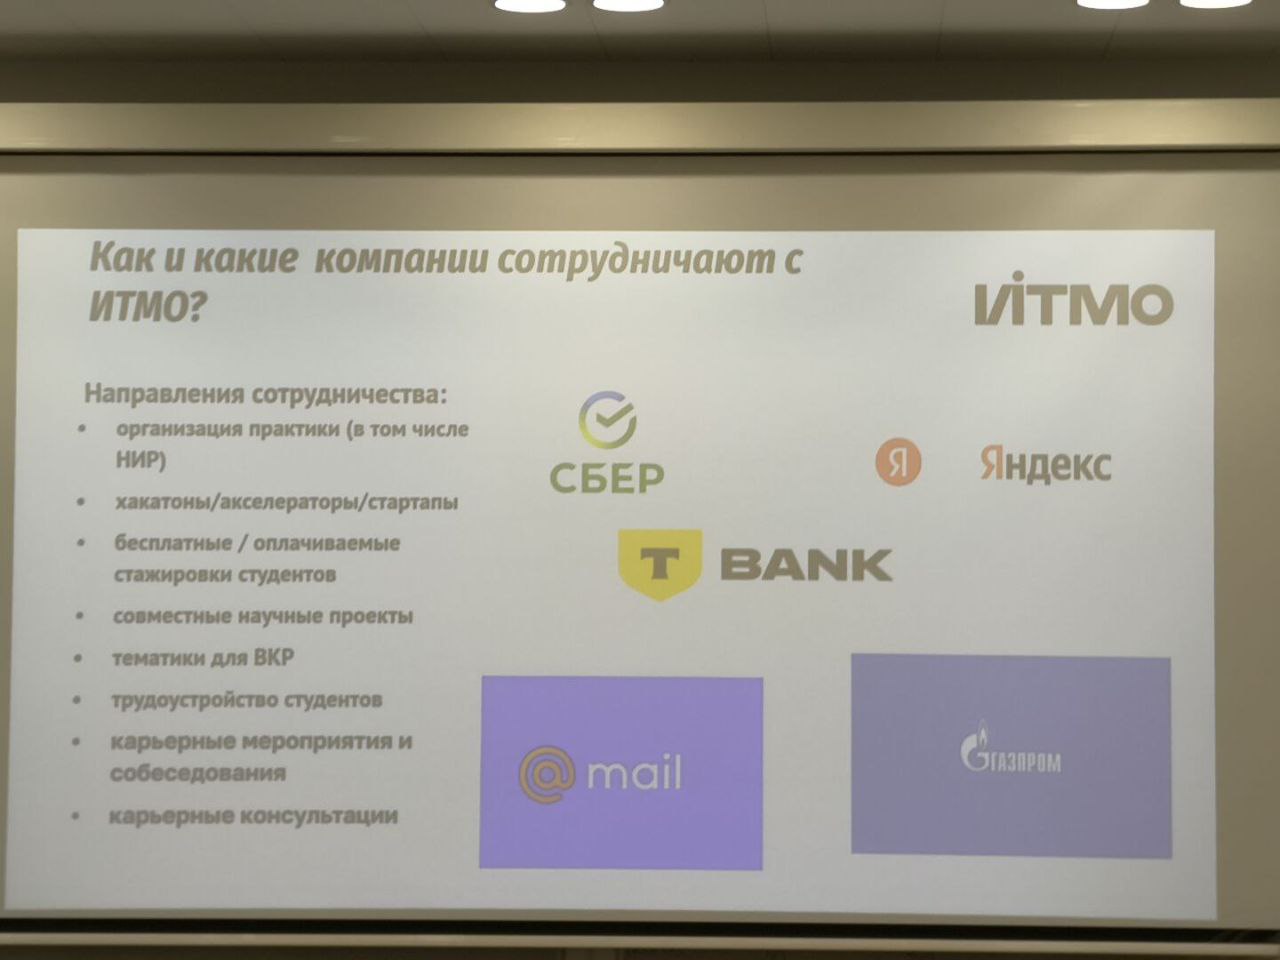 Как и какие компании сотрудничают с
ИТМО?
ИТМО
Направления сотрудничества:
• организация практики (в том числе
НИР)
• хакатоны/акселераторы/стартапы
• бесплатные / оплачиваемые
стажировки студентов
• совместные научные проекты
• тематики для ВКР
• трудоустройство студентов
• карьерные мероприятия и
собеседования
• карьерные консультации
СБЕР
Я Яндекс
T BANK
@ mail
ГАЗПРОМ